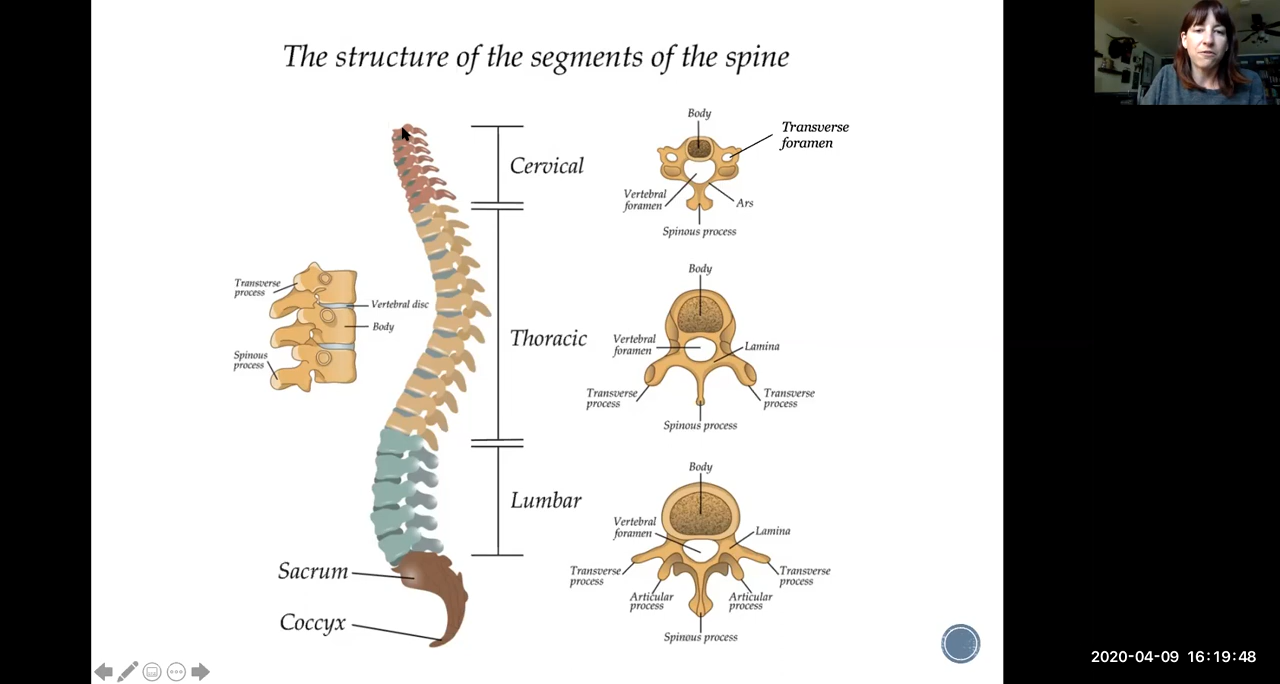 The structure of the segments of the spine
Cervical
Thoracic
Lumbar
Sacrum
Coccyx
Transverse
process
Spinous
process
Vertebral disc
Body
Body
Transverse
foramen
Vertebral
foramen
Ars
Spinous process
Body
Vertebral
foramen
Lamina
Transverse
process
Transverse
process
Spinous process
Body
Vertebral
foramen
Lamina
Transverse
process
Transverse
process
Articular
process
Articular
process
Spinous process
2020-04-09 16:19:48